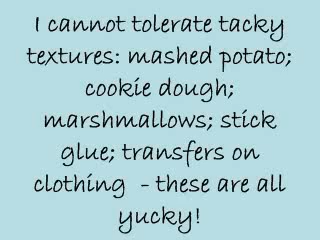 I cannot tolerate tacky
textures: mashed potato;
cookie dough;
marshmallows; stick
glue; transfers on
clothing - these are all
yucky!